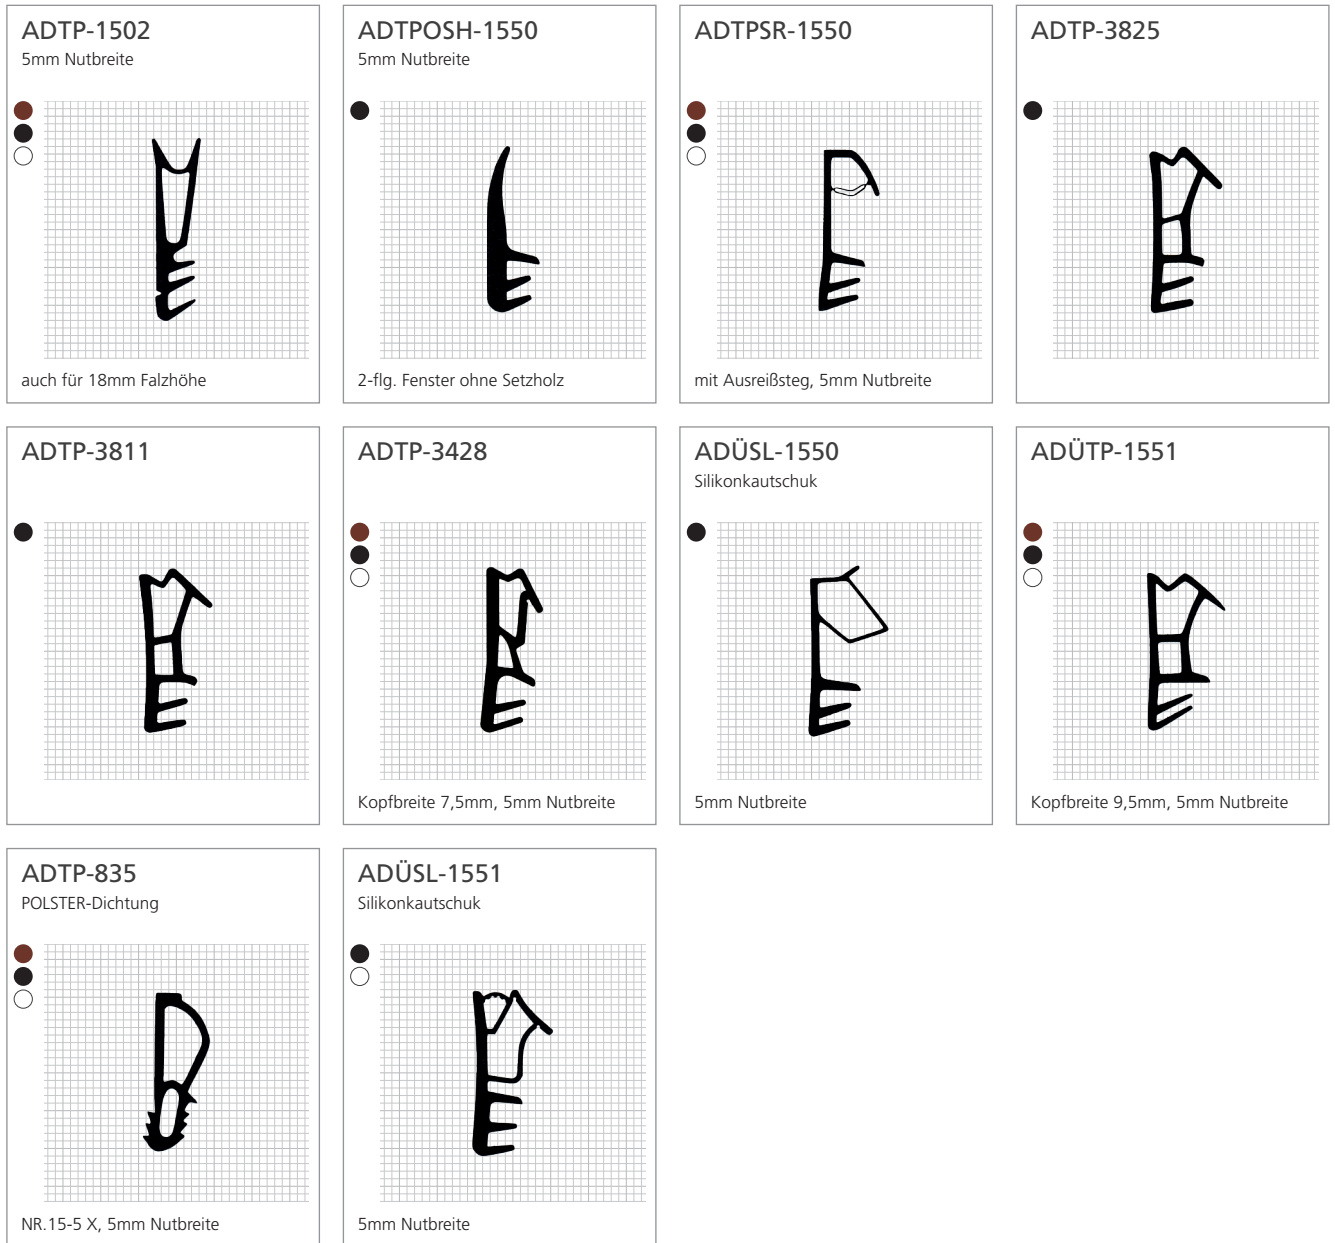 ADTP-1502
5mm Nutbreite
auch für 18mm Falzhöhe
ADTPOSH-1550
5mm Nutbreite
2-flg. Fenster ohne Setzholz
ADTPSR-1550
mit Ausreißsteg, 5mm Nutbreite
ADTP-3825
ADTP-3811
ADTP-3428
Kopfbreite 7,5mm, 5mm Nutbreite
ADÜSL-1550
Silikonkautschuk
5mm Nutbreite
ADÜTP-1551
Kopfbreite 9,5mm, 5mm Nutbreite
ADTP-835
POLSTER-Dichtung
NR.15-5 X, 5mm Nutbreite
ADÜSL-1551
Silikonkautschuk
5mm Nutbreite